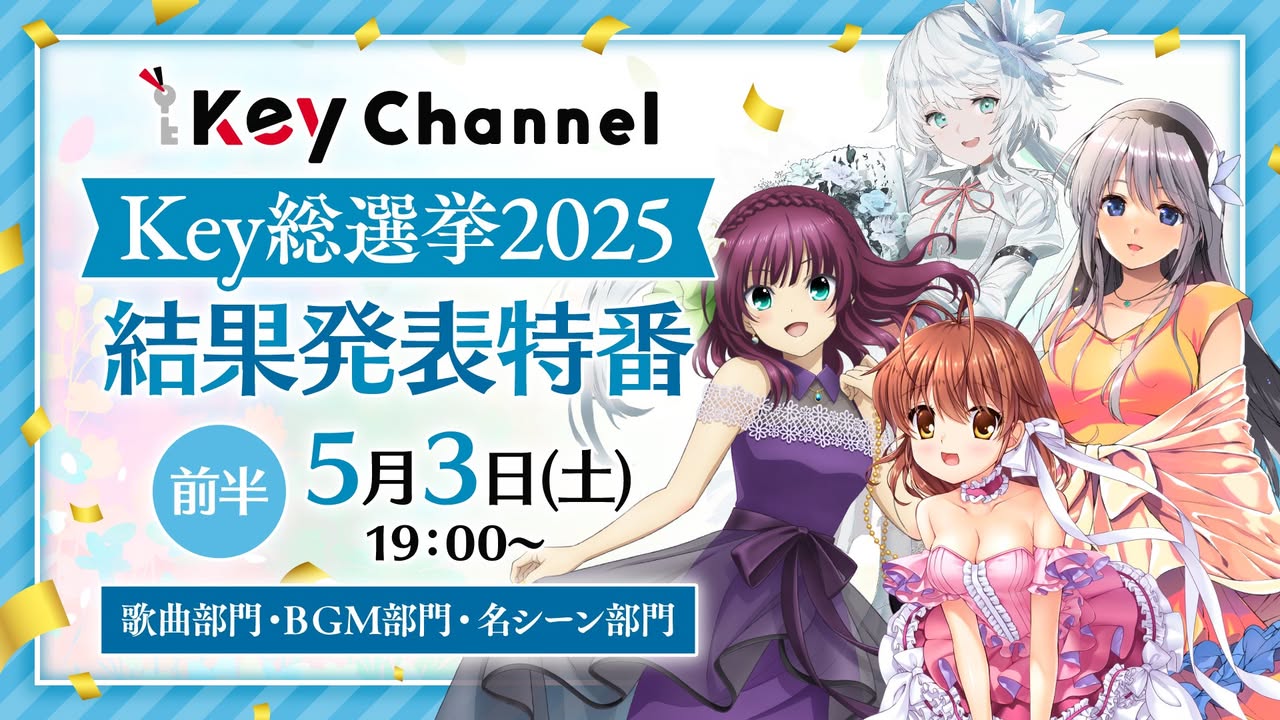 Key Channel
Key総選挙2025
結果発表特番
前半
5月3日(土)
19:00～
歌曲部門・BGM部門・名シーン部門